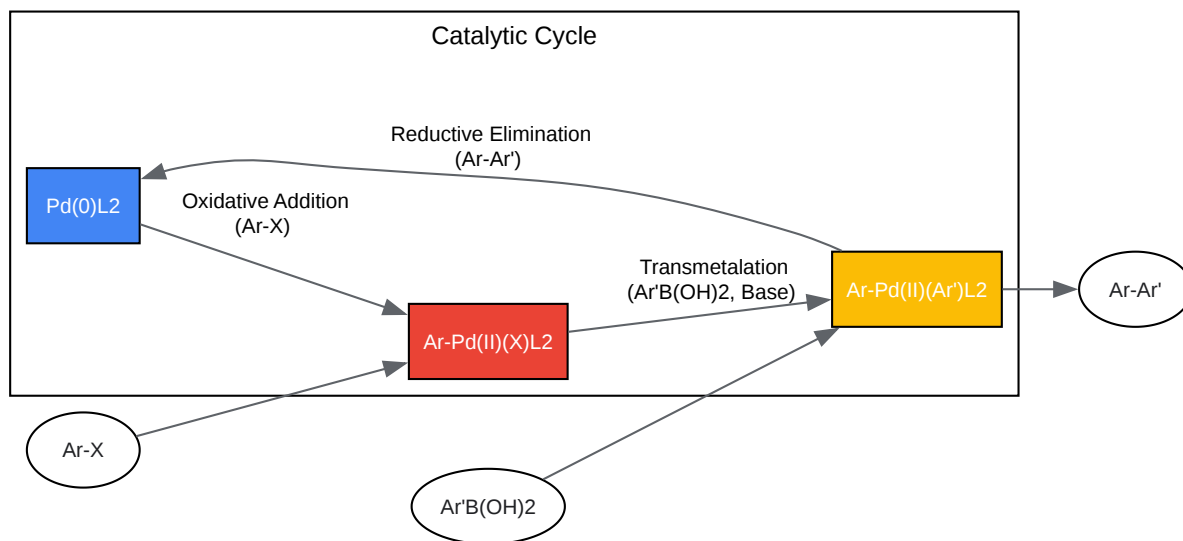 Catalytic Cycle
Reductive Elimination
(Ar-Ar')
Pd(0)L2
Oxidative Addition
(Ar-X)
Transmetalation
(Ar'B(OH)2, Base)
Ar-Pd(II)(Ar')L2
Ar-Ar'
Ar-Pd(II)(X)L2
Ar-X
Ar'B(OH)2